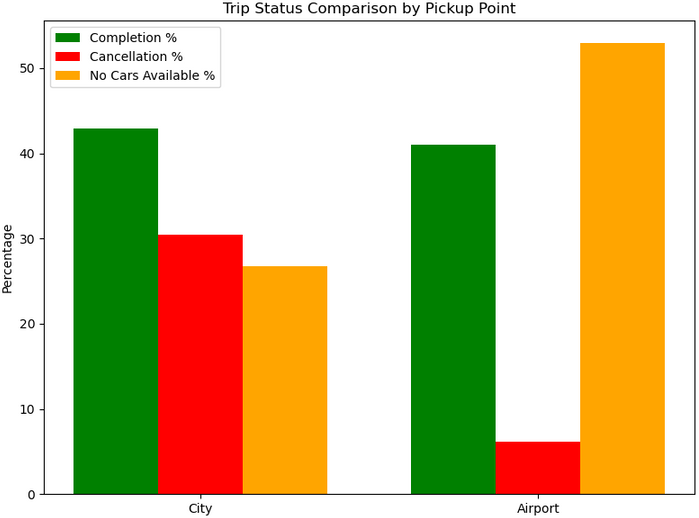 Trip Status Comparison by Pickup Point
Completion %
Cancellation %
No Cars Available %
Percentage
50
40
30
20
10
0
City
Airport